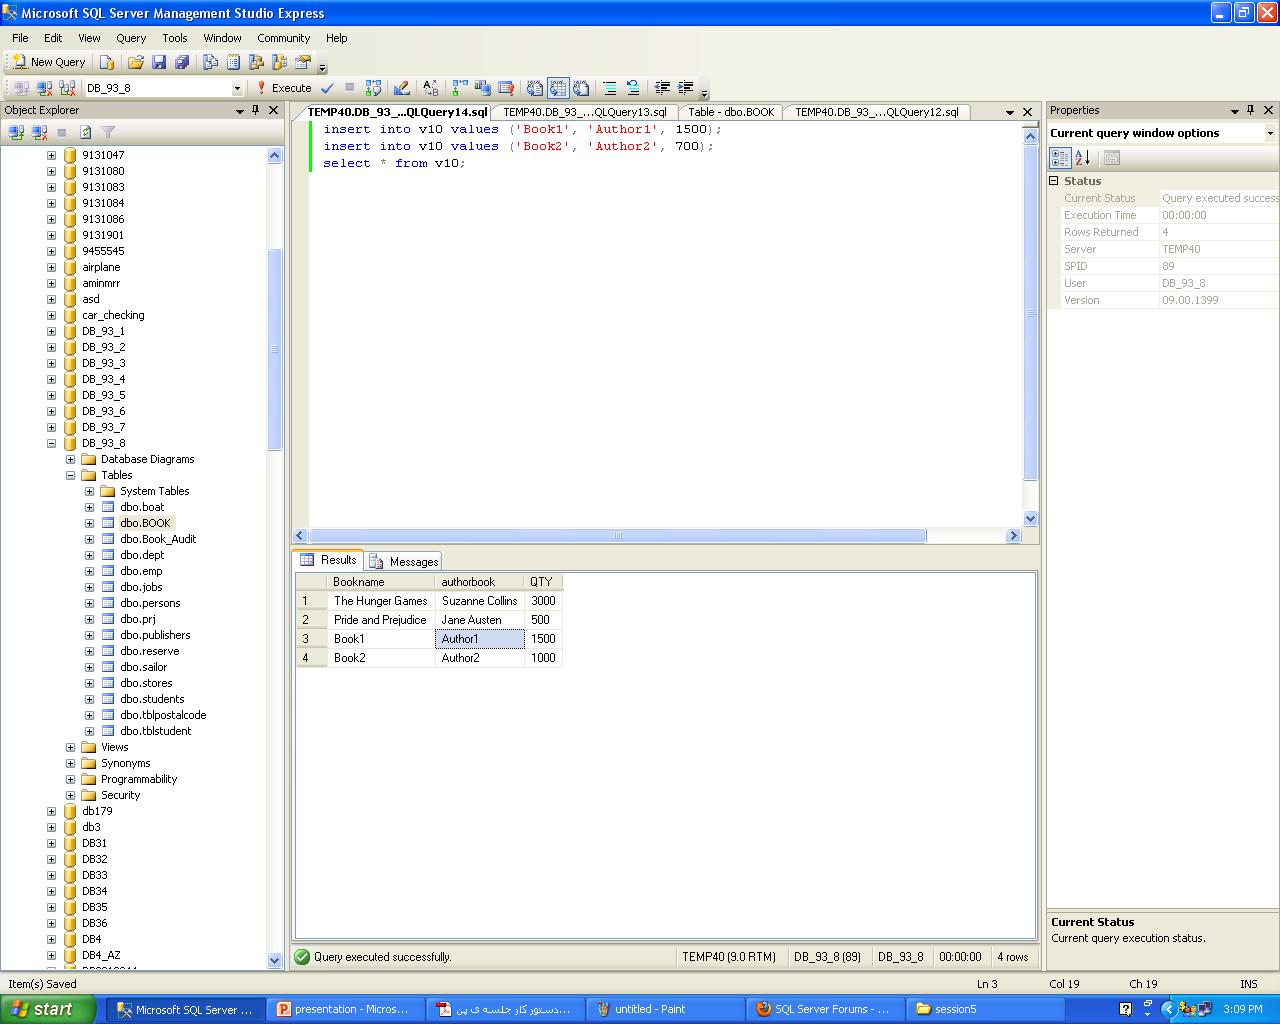 Microsoft SQL Server Management Studio Express
File Edit View Query Tools Window Community Help
New Query
DB_93_8 Execute
Object Explorer
9131047
9131080
9131083
9131084
9131086
9131901
9455545
airplane
aminmrr
asd
car_checking
DB_93_1
DB_93_2
DB_93_3
DB_93_4
DB_93_5
DB_93_6
DB_93_7
DB_93_8
Database Diagrams
Tables
System Tables
dbo.boat
dbo.BOOK
dbo.Book_Audit
dbo.dept
dbo.emp
dbo.jobs
dbo.persons
dbo.prj
dbo.publishers
dbo.reserve
dbo.sailor
dbo.stores
dbo.students
dbo.tblpostalcode
dbo.tblstudent
Views
Synonyms
Programmability
Security
db179
db3
DB31
DB32
DB33
DB34
DB35
DB36
DB4
DB4_AZ
TEMP40.DB_93_...QLQuery14.sql TEMP40.DB_93_...QLQuery13.sql Table - dbo.BOOK TEMP40.DB_93_...QLQuery12.sql
insert into v10 values ('Book1', 'Author1', 1500);
insert into v10 values ('Book2', 'Author2', 700);
select * from v10;
Results Messages
Bookname authorbook QTY
1 The Hunger Games Suzanne Collins 3000
2 Pride and Prejudice Jane Austen 500
3 Book1 Author1 1500
4 Book2 Author2 1000
Query executed successfully. TEMP40 (9.0 RTM) DB_93_8 (89) DB_93_8 00:00:00 4 rows
Properties
Current query window options
Status
Current Status Query executed success
Execution Time 00:00:00
Rows Returned 4
Server TEMP40
SPID 89
User DB_93_8
Version 09.00.1399
Current Status
Current query execution status.
Item(s) Saved Ln 3 Col 19 Ch 19 INS
start Microsoft SQL Server ... presentation - Micros... دستور کار جلسه ی پن... untitled - Paint SQL Server Forums - ... session5 3:09 PM